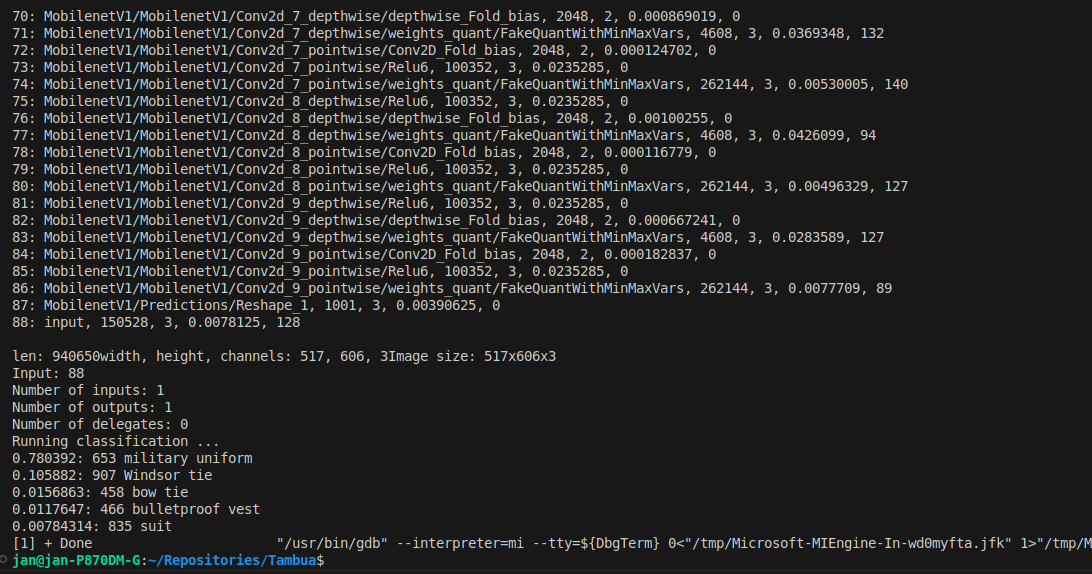 70: MobilenetV1/MobilenetV1/Conv2d_7_depthwise/depthwise_Fold_bias, 2048, 2, 0.000869019, 0
71: MobilenetV1/MobilenetV1/Conv2d_7_depthwise/weights_quant/FakeQuantWithMinMaxVars, 4608, 3, 0.0369348, 132
72: MobilenetV1/MobilenetV1/Conv2d_7_pointwise/Conv2D_Fold_bias, 2048, 2, 0.000124702, 0
73: MobilenetV1/MobilenetV1/Conv2d_7_pointwise/Relu6, 100352, 3, 0.0235285, 0
74: MobilenetV1/MobilenetV1/Conv2d_7_pointwise/weights_quant/FakeQuantWithMinMaxVars, 262144, 3, 0.00530005, 140
75: MobilenetV1/MobilenetV1/Conv2d_8_depthwise/Relu6, 100352, 3, 0.0235285, 0
76: MobilenetV1/MobilenetV1/Conv2d_8_depthwise/depthwise_Fold_bias, 2048, 2, 0.00100255, 0
77: MobilenetV1/MobilenetV1/Conv2d_8_depthwise/weights_quant/FakeQuantWithMinMaxVars, 4608, 3, 0.0426099, 94
78: MobilenetV1/MobilenetV1/Conv2d_8_pointwise/Conv2D_Fold_bias, 2048, 2, 0.000116779, 0
79: MobilenetV1/MobilenetV1/Conv2d_8_pointwise/Relu6, 100352, 3, 0.0235285, 0
80: MobilenetV1/MobilenetV1/Conv2d_8_pointwise/weights_quant/FakeQuantWithMinMaxVars, 262144, 3, 0.00496329, 127
81: MobilenetV1/MobilenetV1/Conv2d_9_depthwise/Relu6, 100352, 3, 0.0235285, 0
82: MobilenetV1/MobilenetV1/Conv2d_9_depthwise/depthwise_Fold_bias, 2048, 2, 0.000667241, 0
83: MobilenetV1/MobilenetV1/Conv2d_9_depthwise/weights_quant/FakeQuantWithMinMaxVars, 4608, 3, 0.0283589, 127
84: MobilenetV1/MobilenetV1/Conv2d_9_pointwise/Conv2D_Fold_bias, 2048, 2, 0.000182837, 0
85: MobilenetV1/MobilenetV1/Conv2d_9_pointwise/Relu6, 100352, 3, 0.0235285, 0
86: MobilenetV1/MobilenetV1/Conv2d_9_pointwise/weights_quant/FakeQuantWithMinMaxVars, 262144, 3, 0.0077709, 89
87: MobilenetV1/Predictions/Reshape_1, 1001, 3, 0.00390625, 0
88: input, 150528, 3, 0.0078125, 128
len: 940650width, height, channels: 517, 606, 3Image size: 517x606x3
Input: 88
Number of inputs: 1
Number of outputs: 1
Number of delegates: 0
Running classification ...
0.780392: 653 military uniform
0.105882: 907 Windsor tie
0.0156863: 458 bow tie
0.0117647: 466 bulletproof vest
0.00784314: 835 suit
[1] + Done                       "/usr/bin/gdb" --interpreter=mi --tty=${DbgTerm} 0<"/tmp/Microsoft-MIEngine-In-wd0myfta.jfk" 1>"/tmp/M
jan@jan-P870DM-G:~/Repositories/Tambua$